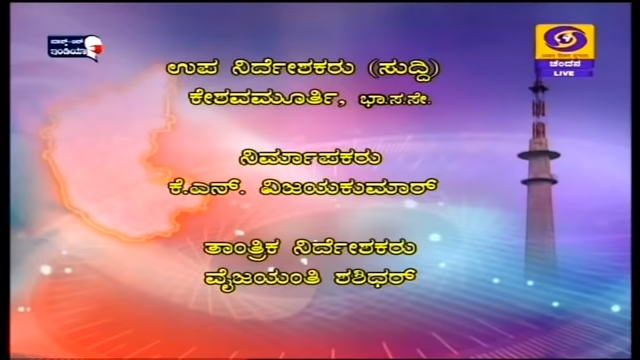 ಉಪ ನಿರ್ದೇಶಕರು (ಸುದ್ದಿ)
ಕೇಶವಮೂರ್ತಿ, ಭಾ.ಸ.ಸೇ.
ನಿರ್ಮಾಪಕರು
ಕೆ.ಎನ್. ವಿಜಯಕುಮಾರ್
ತಾಂತ್ರಿಕ ನಿರ್ದೇಶಕರು
ವೈಜಯಂತಿ ಶಶಿಧರ್
ಚಂದನ
LIVE